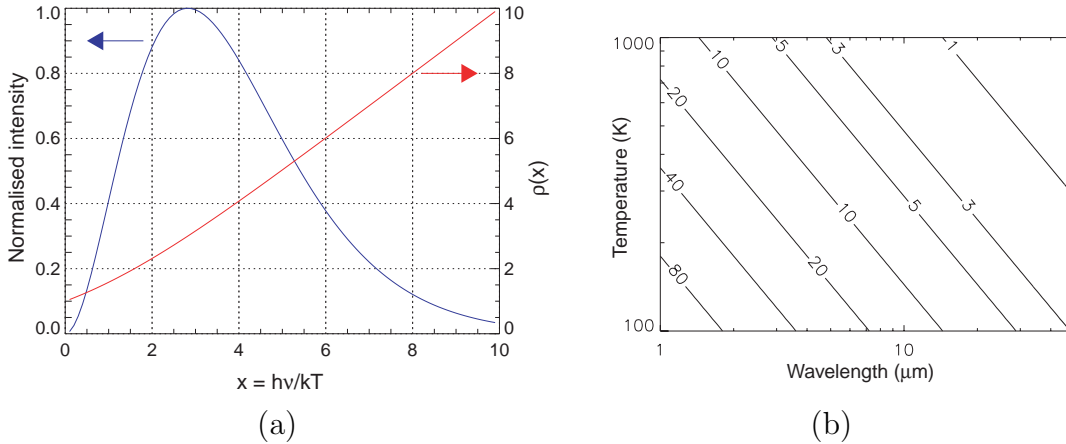 1.0
0.8
0.6
0.4
0.2
0.0
Normalised intensity
10
8
6
4
2
0
ρ(x)
0 2 4 6 8 10
x = hν/kT
(a)
1000
100
Temperature (K)
10 5 3 1
20
40 10 5 3
80 20
1 10
Wavelength (μm)
(b)